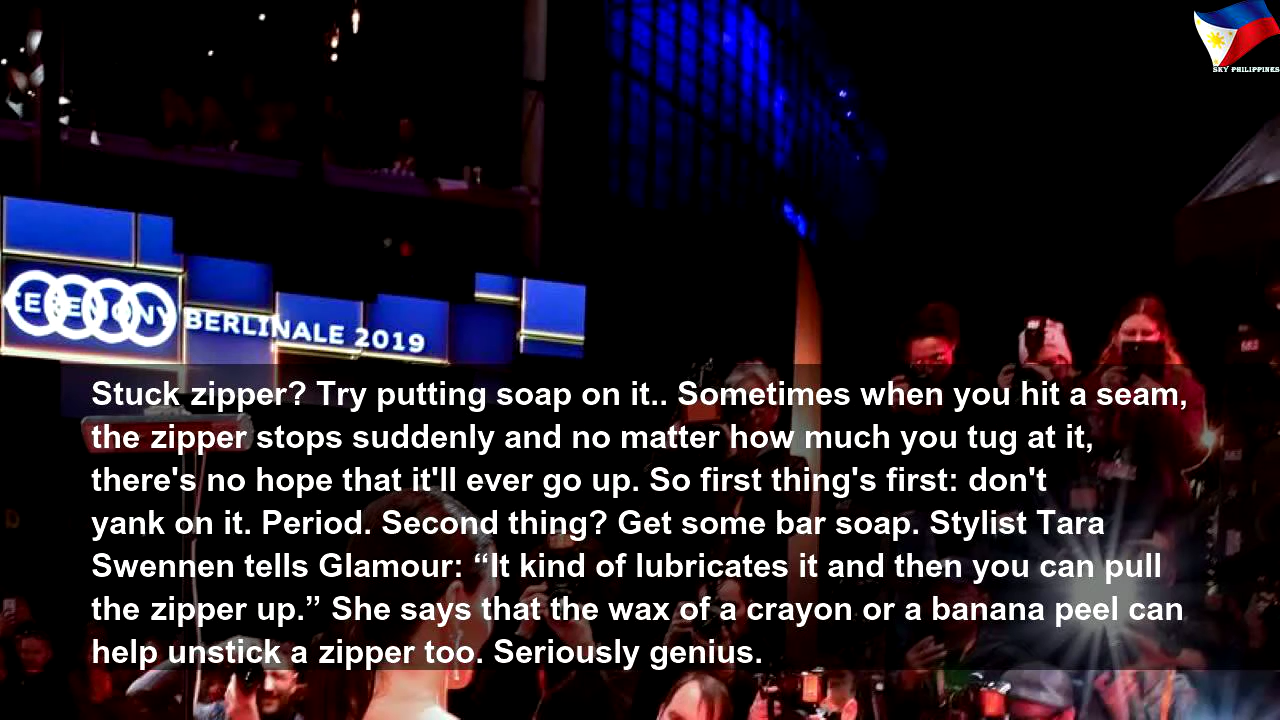 SKY PHILIPPINES
CEREMONY BERLINALE 2019
Stuck zipper? Try putting soap on it.. Sometimes when you hit a seam,
the zipper stops suddenly and no matter how much you tug at it,
there's no hope that it'll ever go up. So first thing's first: don't
yank on it. Period. Second thing? Get some bar soap. Stylist Tara
Swennen tells Glamour: “It kind of lubricates it and then you can pull
the zipper up.” She says that the wax of a crayon or a banana peel can
help unstick a zipper too. Seriously genius.